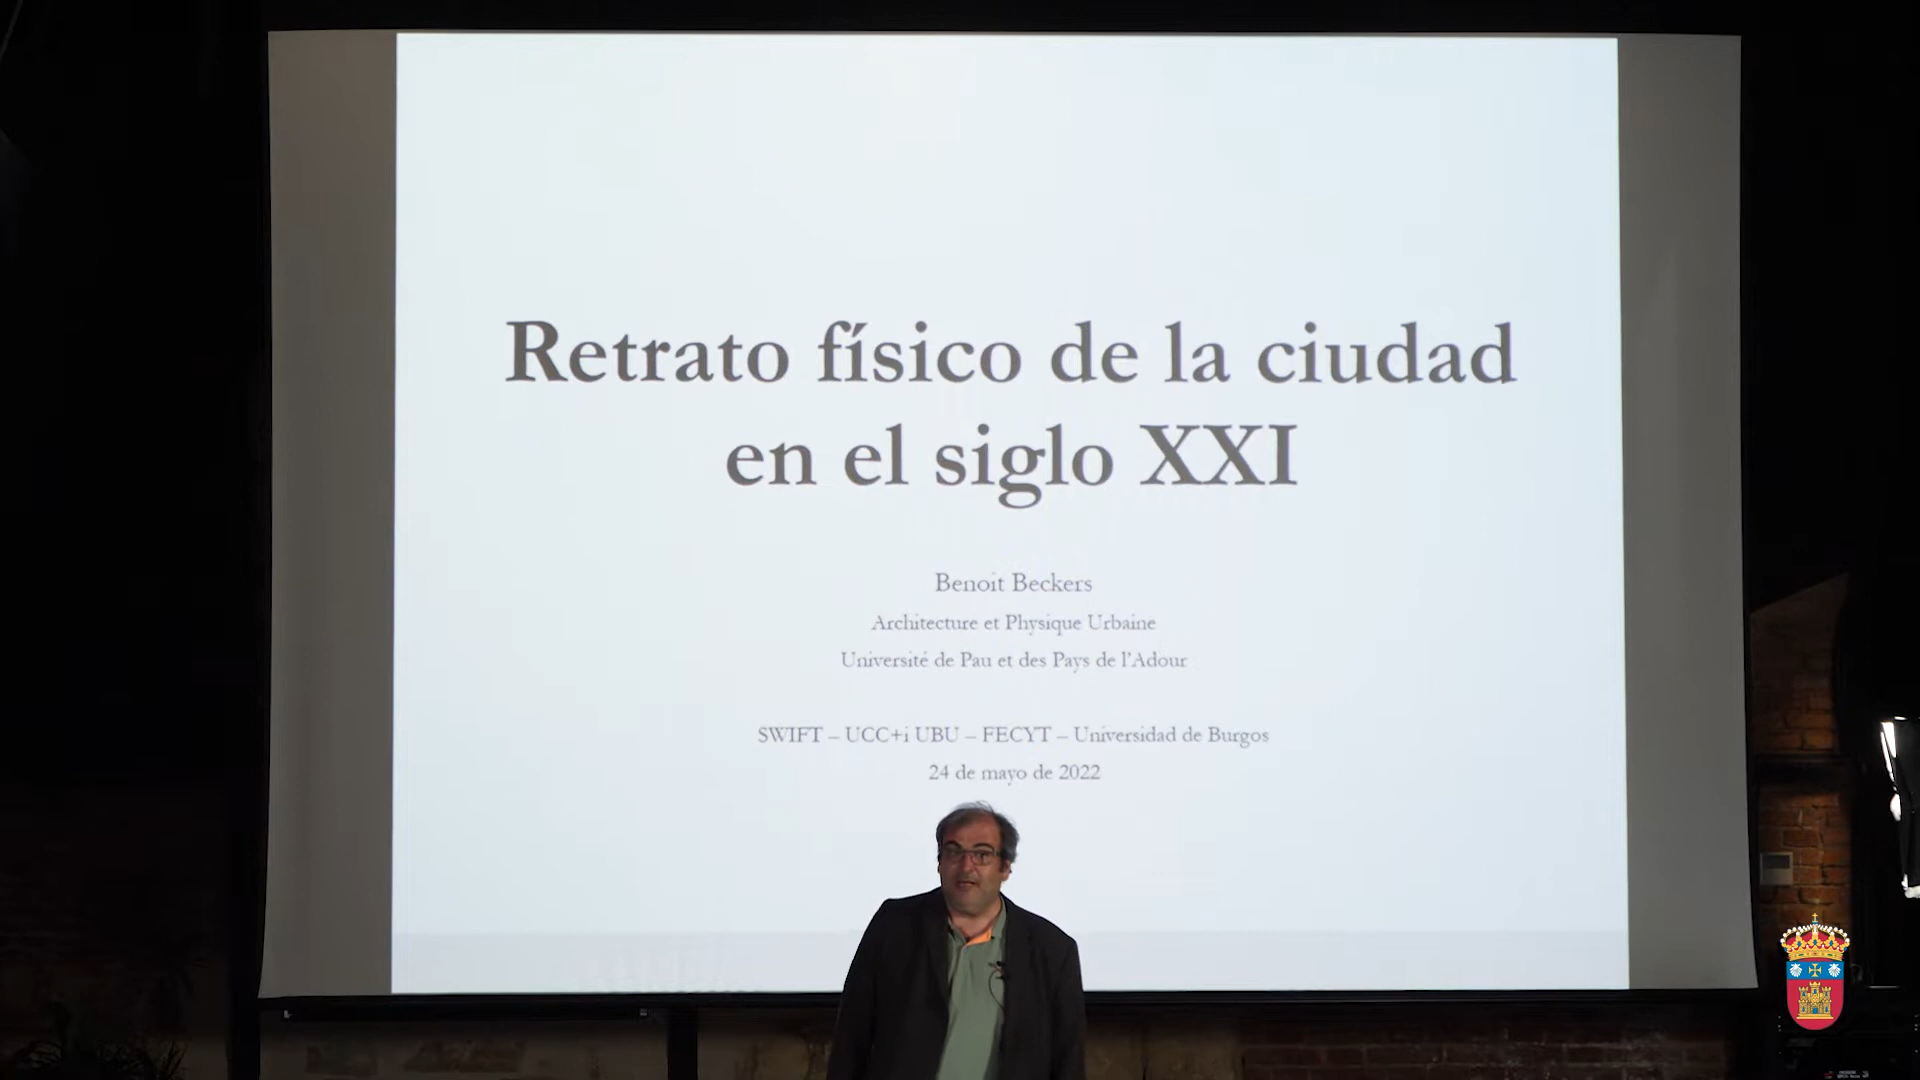 Retrato físico de la ciudad
en el siglo XXI
Benoit Beckers
Architecture et Physique Urbaine
Université de Pau et des Pays de l'Adour
SWIFT – UCC+i UBU – FECYT – Universidad de Burgos
24 de mayo de 2022